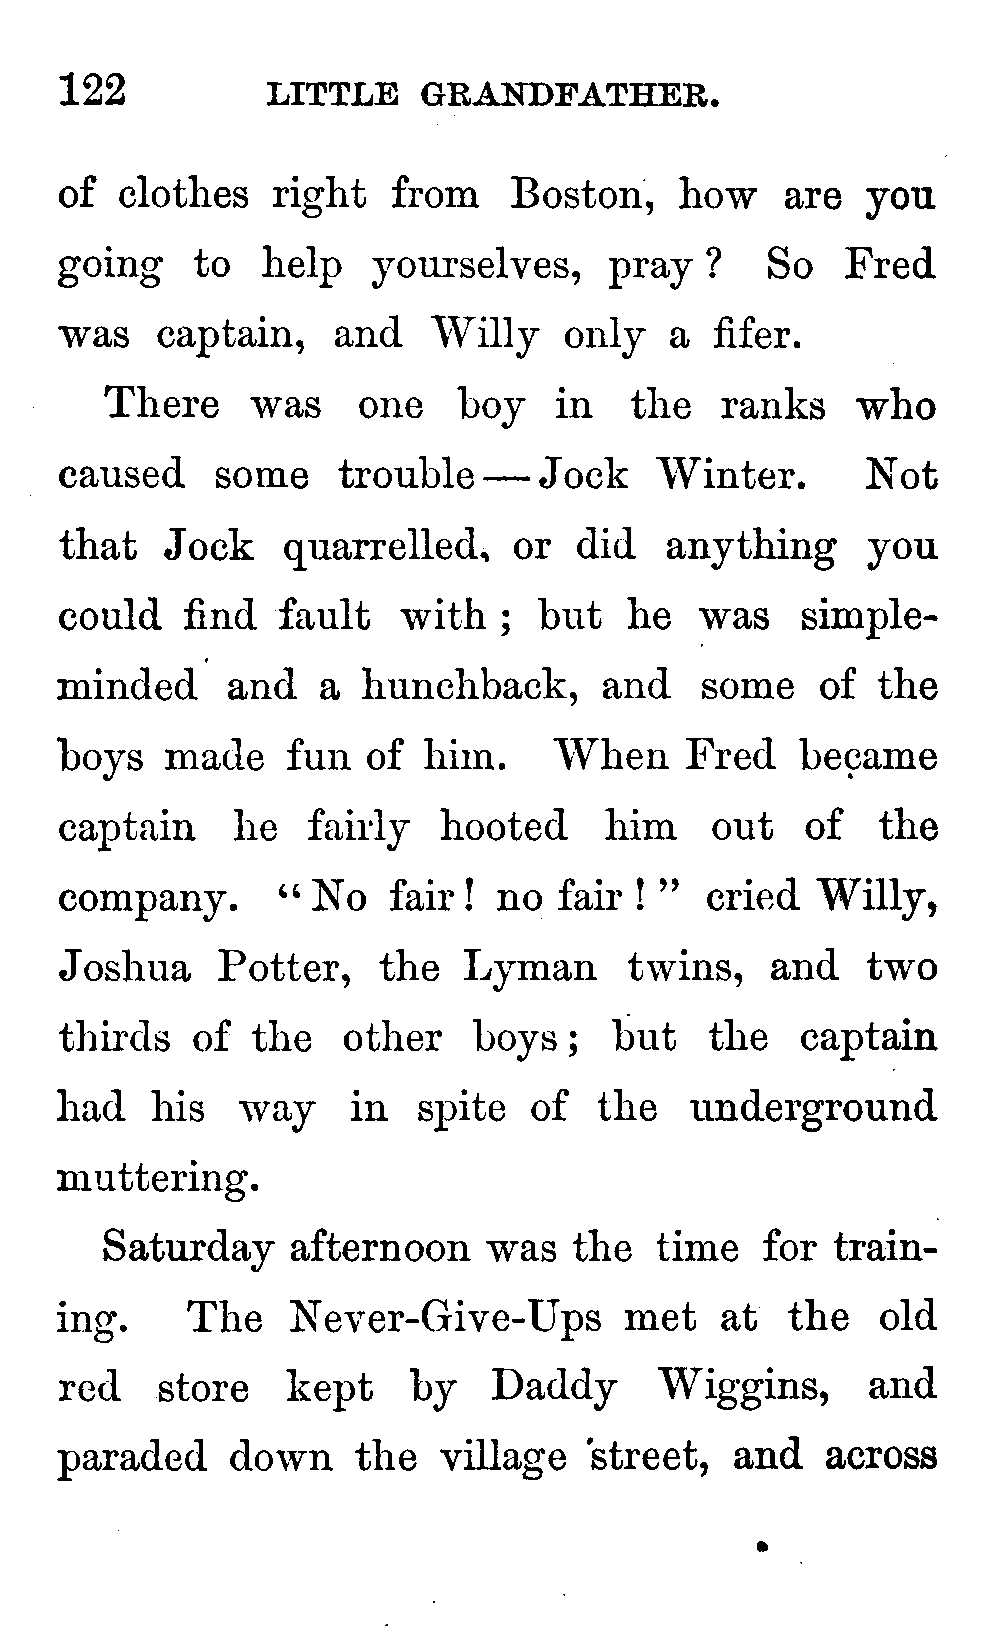 122 LITTLE GRANDFATHER.
of clothes right from Boston, how are you
going to help yourselves, pray? So Fred
was captain, and Willy only a fifer.
There was one boy in the ranks who
caused some trouble—Jock Winter. Not
that Jock quarrelled, or did anything you
could find fault with; but he was simple-
minded and a hunchback, and some of the
boys made fun of him. When Fred became
captain he fairly hooted him out of the
company. "No fair! no fair!" cried Willy,
Joshua Potter, the Lyman twins, and two
thirds of the other boys; but the captain
had his way in spite of the underground
muttering.
Saturday afternoon was the time for train-
ing. The Never-Give-Ups met at the old
red store kept by Daddy Wiggins, and
paraded down the village street, and across